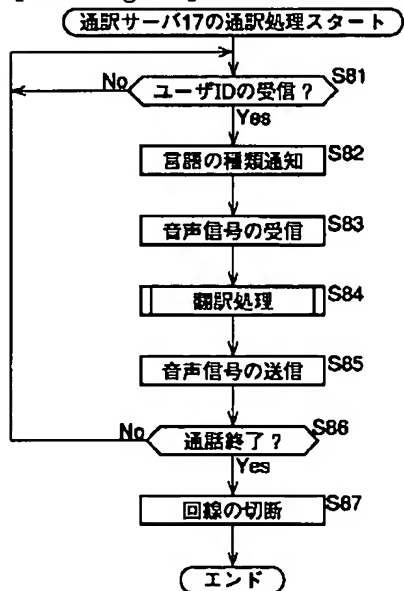 通訳サーバ17の通訳処理スタート
S81
No
ユーザIDの受信？
Yes
言語の種類通知
S82
音声信号の受信
S83
翻訳処理
S84
音声信号の送信
S85
No
通話終了？
S86
Yes
回線の切断
S87
エンド